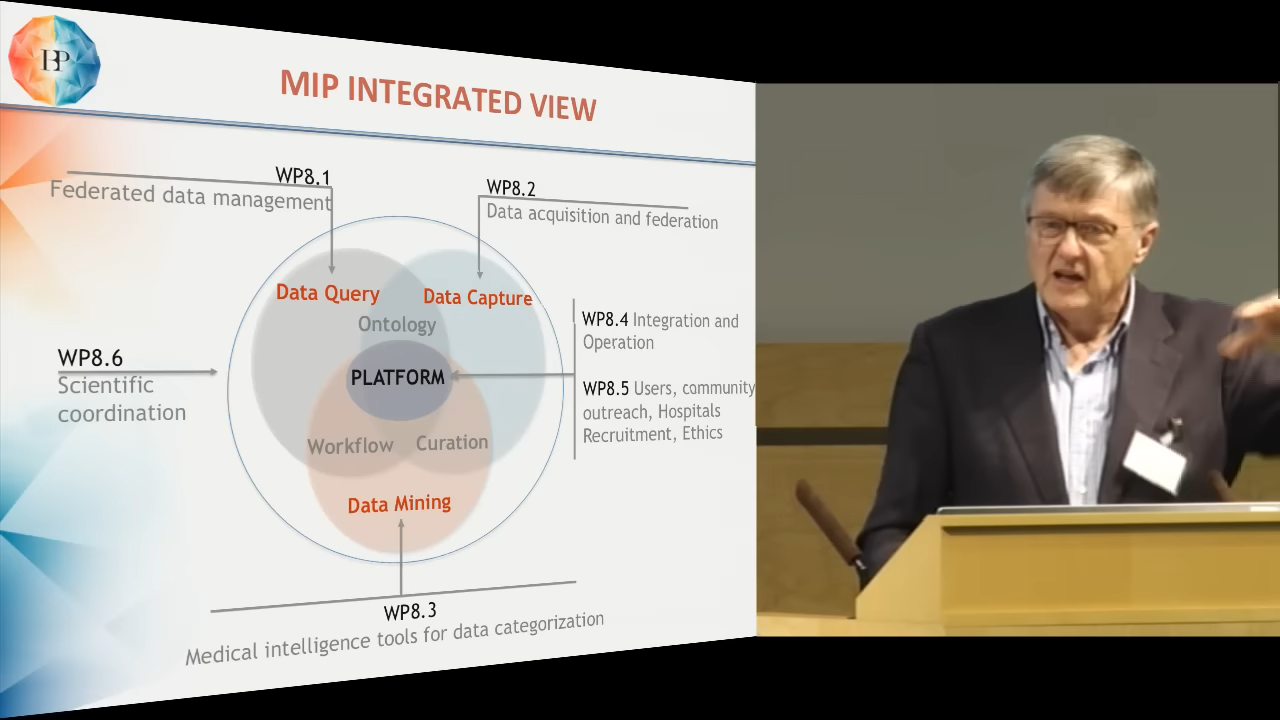 HBP
MIP INTEGRATED VIEW
WP8.1
Federated data management
WP8.2
Data acquisition and federation
Data Query
Data Capture
Ontology
WP8.4 Integration and
Operation
WP8.6
Scientific
coordination
PLATFORM
WP8.5 Users, community
outreach, Hospitals
Recruitment, Ethics
Workflow
Curation
Data Mining
WP8.3
Medical intelligence tools for data categorization